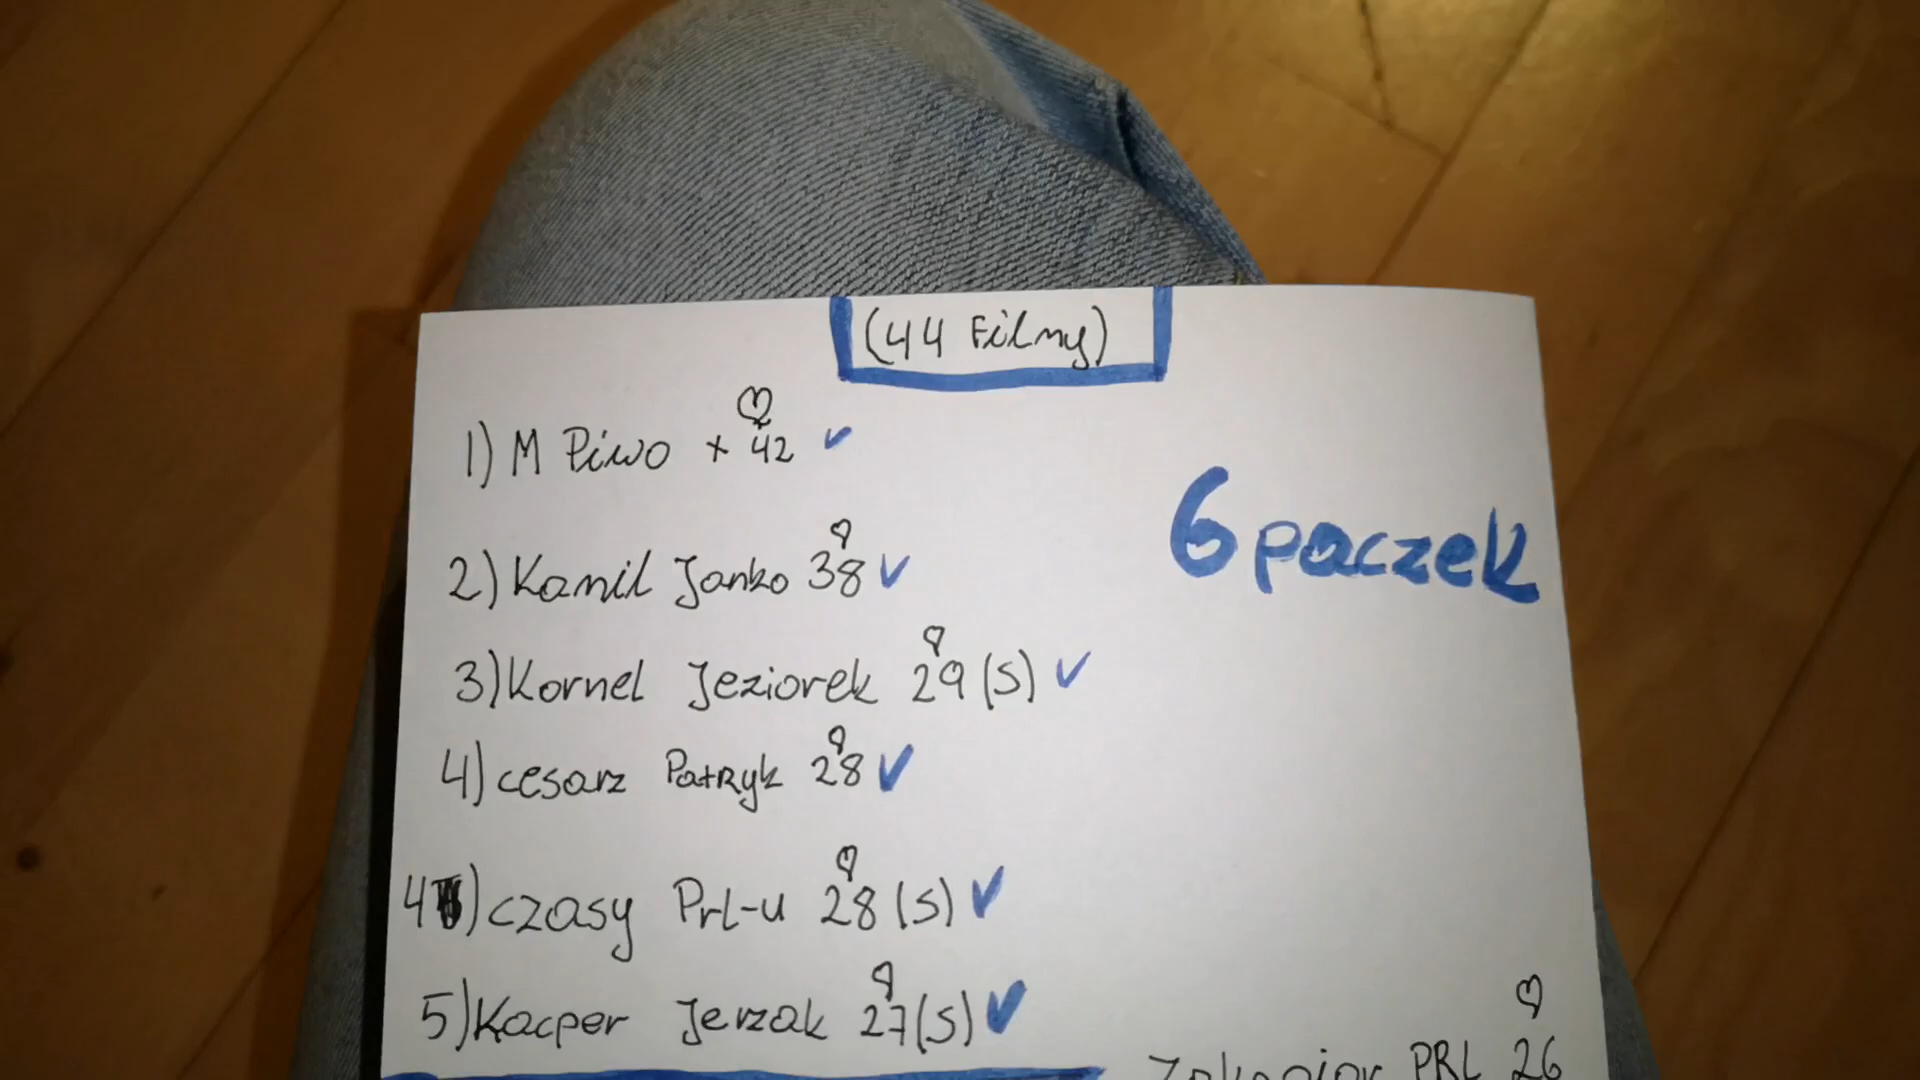 (44 Filmy)
1) M Piwo + 42 ✓
6 paczek
2) Kamil Janko 38 ✓
3) Kornel Jeziorek 29 (S) ✓
4) cesarz Patryk 28 ✓
4) czasy Prl-u 28 (S) ✓
5) Kacper Jerzak 27 (S) ✓
PRL 26